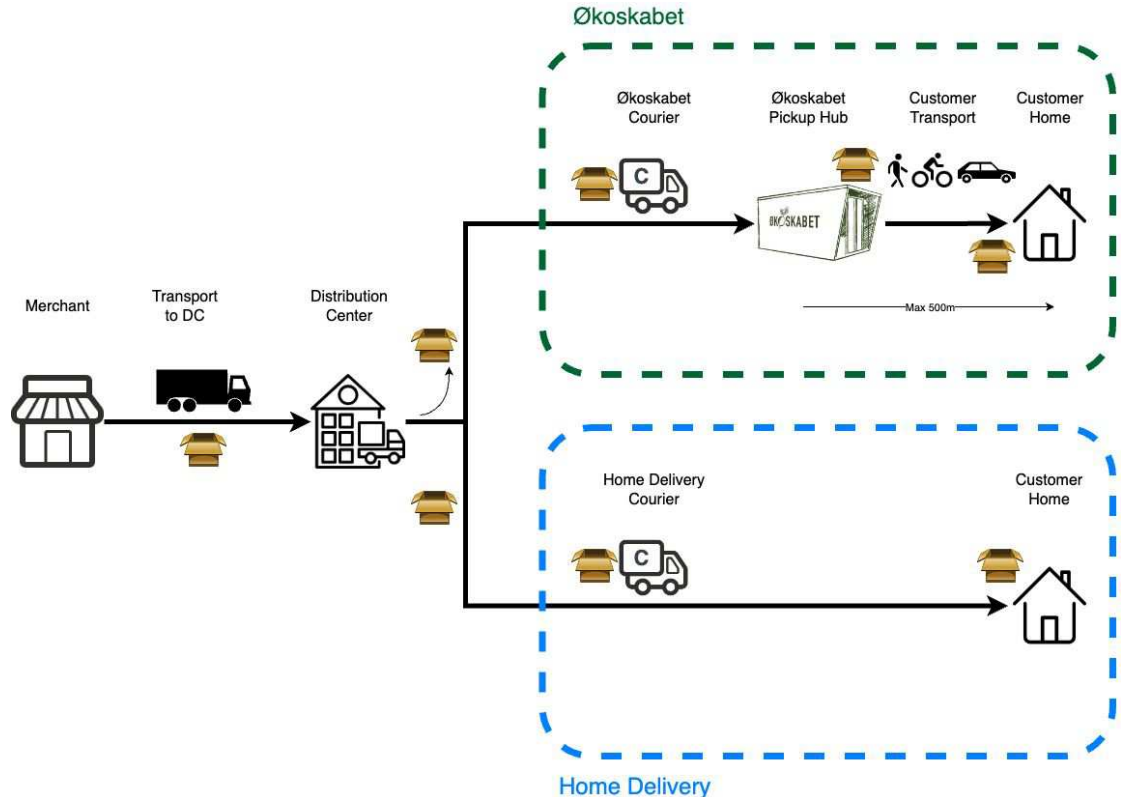 Økoskabet
Økoskabet
Courier
Økoskabet
Pickup Hub
Customer
Transport
Customer
Home
C
ØKOSKABET
Max 500m
Merchant
Transport
to DC
Distribution
Center
Home Delivery
Courier
Customer
Home
C
Home Delivery